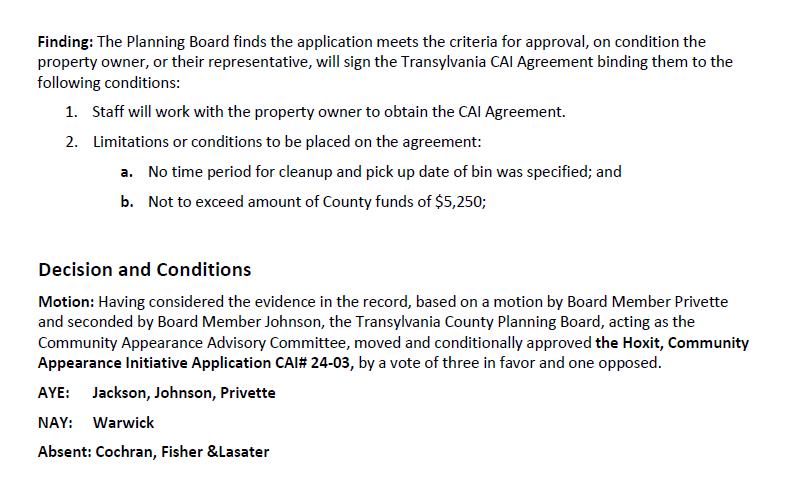 Finding: The Planning Board finds the application meets the criteria for approval, on condition the
property owner, or their representative, will sign the Transylvania CAI Agreement binding them to the
following conditions:
1. Staff will work with the property owner to obtain the CAI Agreement.
2. Limitations or conditions to be placed on the agreement:
a. No time period for cleanup and pick up date of bin was specified; and
b. Not to exceed amount of County funds of $5,250;
Decision and Conditions
Motion: Having considered the evidence in the record, based on a motion by Board Member Privette
and seconded by Board Member Johnson, the Transylvania County Planning Board, acting as the
Community Appearance Advisory Committee, moved and conditionally approved the Hoxit, Community
Appearance Initiative Application CAI# 24-03, by a vote of three in favor and one opposed.
AYE: Jackson, Johnson, Privette
NAY: Warwick
Absent: Cochran, Fisher &Lasater